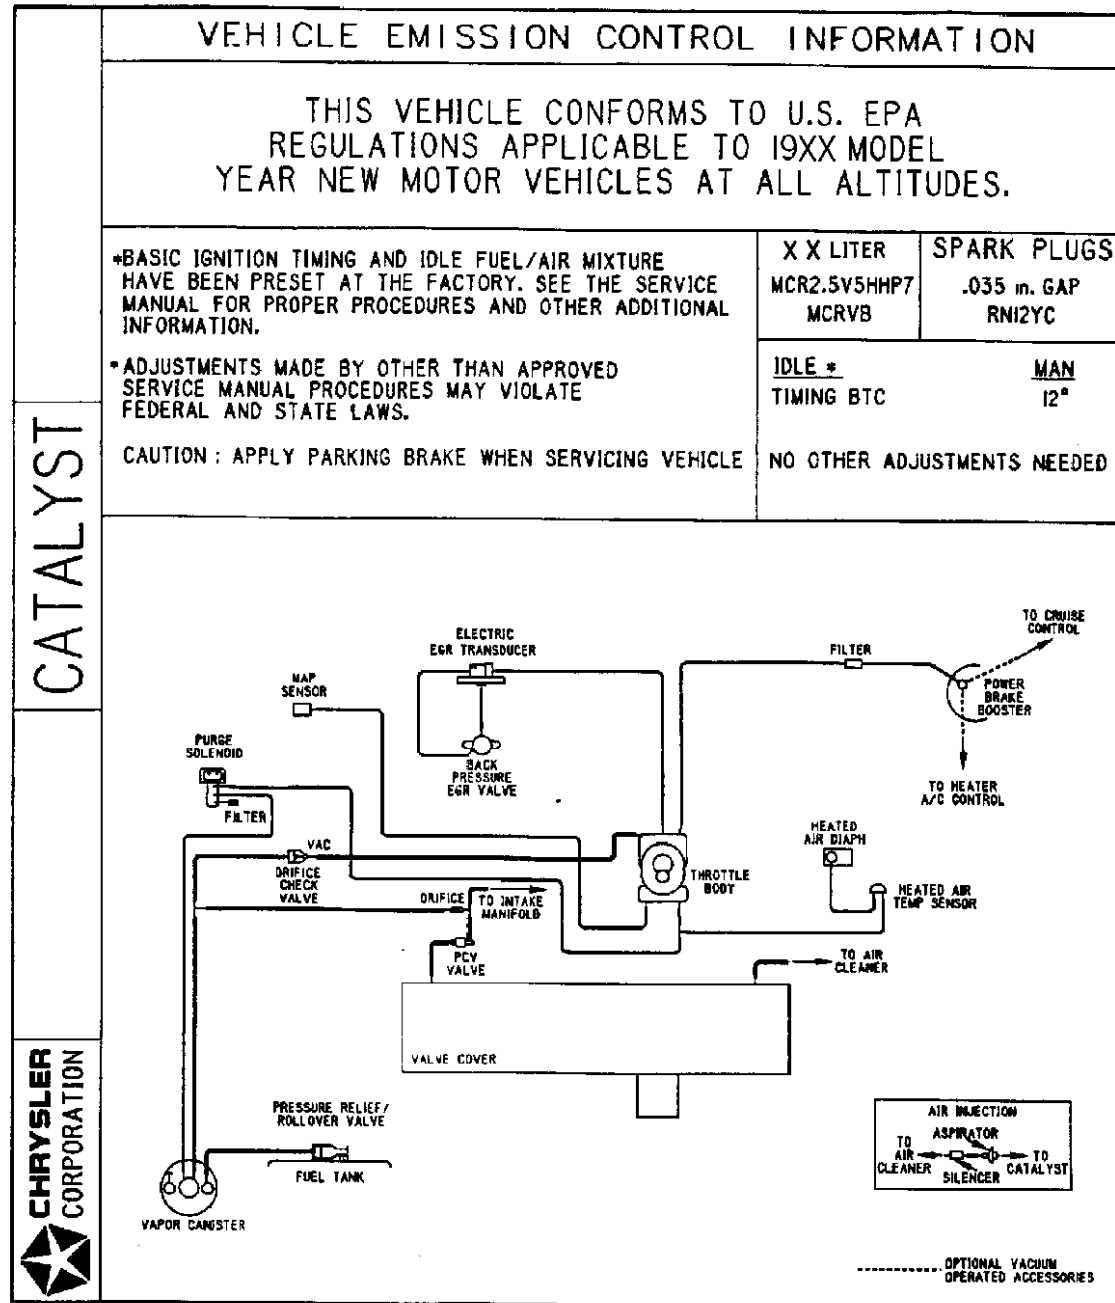 VEHICLE EMISSION CONTROL INFORMATION
THIS VEHICLE CONFORMS TO U.S. EPA
REGULATIONS APPLICABLE TO 19XX MODEL
YEAR NEW MOTOR VEHICLES AT ALL ALTITUDES.
*BASIC IGNITION TIMING AND IDLE FUEL/AIR MIXTURE
HAVE BEEN PRESET AT THE FACTORY. SEE THE SERVICE
MANUAL FOR PROPER PROCEDURES AND OTHER ADDITIONAL
INFORMATION.
*ADJUSTMENTS MADE BY OTHER THAN APPROVED
SERVICE MANUAL PROCEDURES MAY VIOLATE
FEDERAL AND STATE LAWS.
CAUTION : APPLY PARKING BRAKE WHEN SERVICING VEHICLE
X X LITER
MCR2.5V5HHP7
MCRVB
SPARK PLUGS
.035 in. GAP
RN12YC
IDLE * MAN
TIMING BTC 12°
NO OTHER ADJUSTMENTS NEEDED
CATALYST
CHRYSLER
CORPORATION
ELECTRIC
EGR TRANSDUCER
MAP
SENSOR
PURGE
SOLENOID
FILTER
BACK
PRESSURE
EGR VALVE
FILTER
TO CRUISE
CONTROL
POWER
BRAKE
BOOSTER
TO HEATER
A/C CONTROL
VAC
ORIFICE
CHECK
VALVE
ORIFICE
TO INTAKE
MANIFOLD
PCV
VALVE
THROTTLE
BODY
HEATED
AIR DIAPH
HEATED AIR
TEMP SENSOR
TO AIR
CLEANER
VALVE COVER
PRESSURE RELIEF/
ROLLOVER VALVE
FUEL TANK
VAPOR CANISTER
AIR INJECTION
ASPIRATOR
TO
AIR
CLEANER
SILENCER
TO
CATALYST
OPTIONAL VACUUM
OPERATED ACCESSORIES